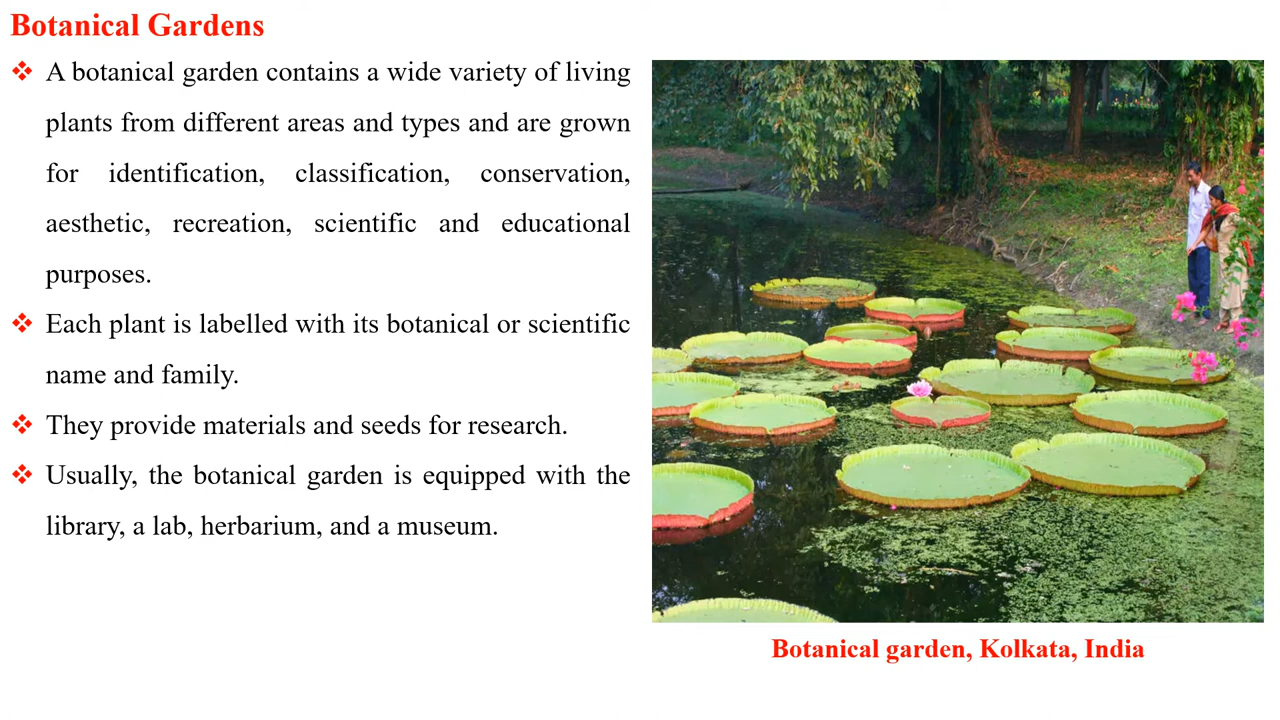 Botanical Gardens
❖ A botanical garden contains a wide variety of living
plants from different areas and types and are grown
for identification, classification, conservation,
aesthetic, recreation, scientific and educational
purposes.
❖ Each plant is labelled with its botanical or scientific
name and family.
❖ They provide materials and seeds for research.
❖ Usually, the botanical garden is equipped with the
library, a lab, herbarium, and a museum.
Botanical garden, Kolkata, India